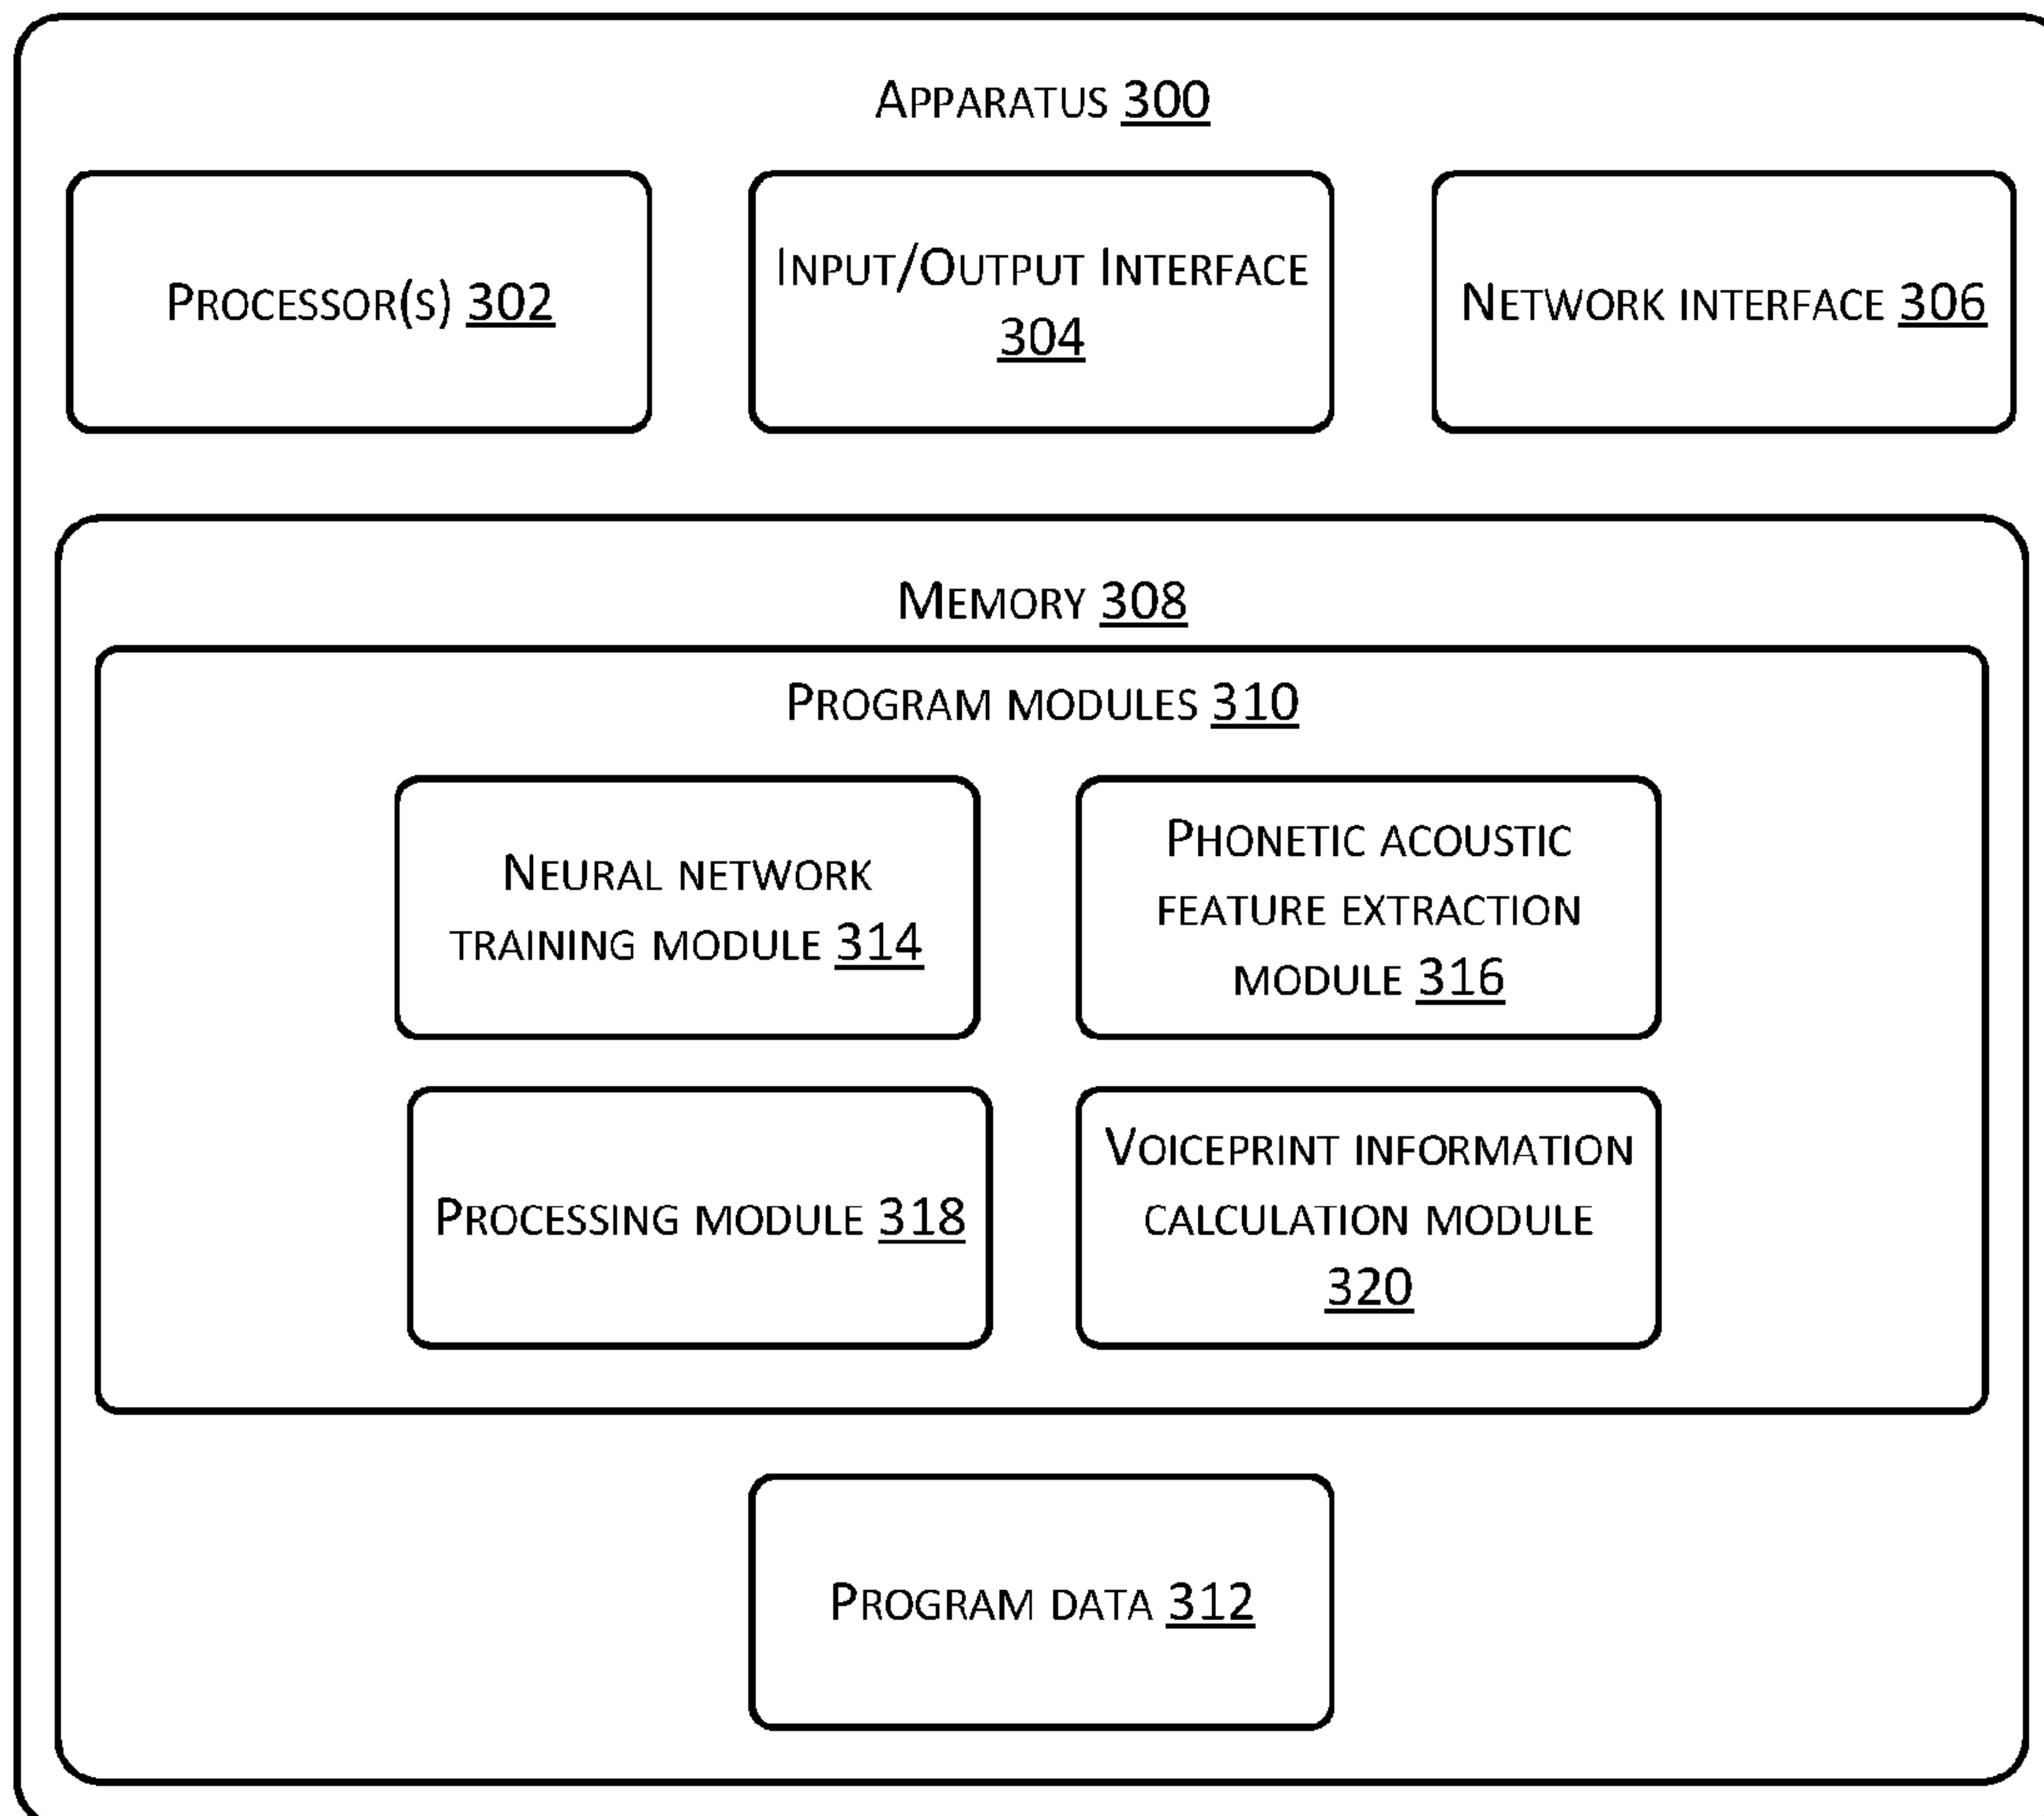 APPARATUS 300
PROCESSOR(S) 302
INPUT/OUTPUT INTERFACE
304
NETWORK INTERFACE 306
MEMORY 308
PROGRAM MODULES 310
NEURAL NETWORK
TRAINING MODULE 314
PHONETIC ACOUSTIC
FEATURE EXTRACTION
MODULE 316
PROCESSING MODULE 318
VOICEPRINT INFORMATION
CALCULATION MODULE
320
PROGRAM DATA 312